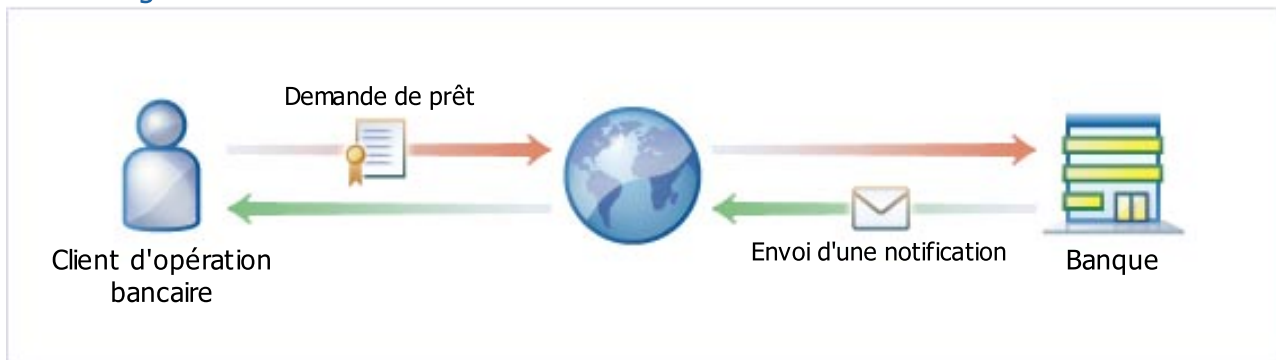 Demande de prêt
Envoi d'une notification
Client d'opération
bancaire
Banque